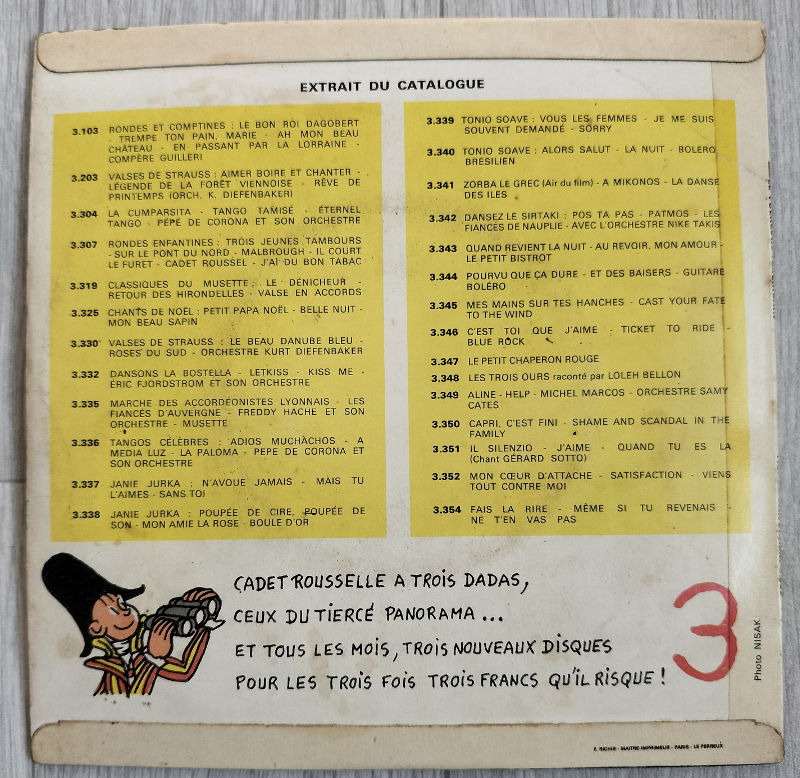 EXTRAIT DU CATALOGUE
3.103 RONDES ET COMPTINES : LE BON ROI DAGOBERT
- TREMPE TON PAIN, MARIE - AH MON BEAU
CHÂTEAU - EN PASSANT PAR LA LORRAINE -
COMPÈRE GUILLERI
3.203 VALSES DE STRAUSS : AIMER BOIRE ET CHANTER -
LÉGENDE DE LA FORÊT VIENNOISE - RÊVE DE
PRINTEMPS (ORCH. K. DIEFENBAKER)
3.304 LA CUMPARSITA - TANGO TAMISÉ - ÉTERNEL
TANGO - PÉPE DE CORONA ET SON ORCHESTRE
3.307 RONDES ENFANTINES : TROIS JEUNES TAMBOURS
- SUR LE PONT DU NORD - MALBROUGH - IL COURT
LE FURET - CADET ROUSSEL - J'AI DU BON TABAC
3.319 CLASSIQUES DU MUSETTE : LE DÉNICHEUR -
RETOUR DES HIRONDELLES - VALSE EN ACCORDS
3.325 CHANTS DE NOËL : PETIT PAPA NOËL - BELLE NUIT -
MON BEAU SAPIN
3.330 VALSES DE STRAUSS : LE BEAU DANUBE BLEU -
ROSES DU SUD - ORCHESTRE KURT DIEFENBAKER
3.332 DANSONS LA BOSTELLA - LETKISS - KISS ME -
ÉRIC FJORDSTROM ET SON ORCHESTRE
3.335 MARCHE DES ACCORDÉONISTES LYONNAIS - LES
FIANCÉS D'AUVERGNE - FREDDY HACHE ET SON
ORCHESTRE - MUSETTE
3.336 TANGOS CÉLÈBRES : ADIOS MUCHACHOS - A
MEDIA LUZ - LA PALOMA - PEPE DE CORONA ET
SON ORCHESTRE
3.337 JANIE JURKA : N'AVOUE JAMAIS - MAIS TU
L'AIMES - SANS TOI
3.338 JANIE JURKA : POUPÉE DE CIRE, POUPÉE DE
SON - MON AMIE LA ROSE - BOULE D'OR
3.339 TONIO SOAVE : VOUS LES FEMMES - JE ME SUIS
SOUVENT DEMANDÉ - SORRY
3.340 TONIO SOAVE : ALORS SALUT - LA NUIT - BOLERO
BRESILIEN
3.341 ZORBA LE GREC (Air du film) - A MIKONOS - LA DANSE
DES ILES
3.342 DANSEZ LE SIRTAKI : POS TA PAS - PATMOS - LES
FIANCÉS DE NAUPLIE - AVEC L'ORCHESTRE NIKE TAKIS
3.343 QUAND REVIENT LA NUIT - AU REVOIR, MON AMOUR -
LE PETIT BISTROT
3.344 POURVU QUE ÇA DURE - ET DES BAISERS - GUITARE
BOLÉRO
3.345 MES MAINS SUR TES HANCHES - CAST YOUR FATE
TO THE WIND
3.346 C'EST TOI QUE J'AIME - TICKET TO RIDE -
BLUE ROCK
3.347 LE PETIT CHAPERON ROUGE
3.348 LES TROIS OURS raconté par LOLEH BELLON
3.349 ALINE - HELP - MICHEL MARCOS - ORCHESTRE SAMY
CATES
3.350 CAPRI, C'EST FINI - SHAME AND SCANDAL IN THE
FAMILY
3.351 IL SILENZIO - J'AIME - QUAND TU ES LA
(Chant GÉRARD SOTTO)
3.352 MON CŒUR D'ATTACHE - SATISFACTION - VIENS
TOUT CONTRE MOI
3.354 FAIS LA RIRE - MÊME SI TU REVENAIS -
NE T'EN VAS PAS
CADET ROUSSELLE A TROIS DADAS,
CEUX DU TIERCÉ PANORAMA...
ET TOUS LES MOIS, TROIS NOUVEAUX DISQUES
POUR LES TROIS FOIS TROIS FRANCS QU'IL RISQUE !
3
Photo NISAK
F. RICHIR - MAITRE-IMPRIMEUR - PARIS - LE PERREUX